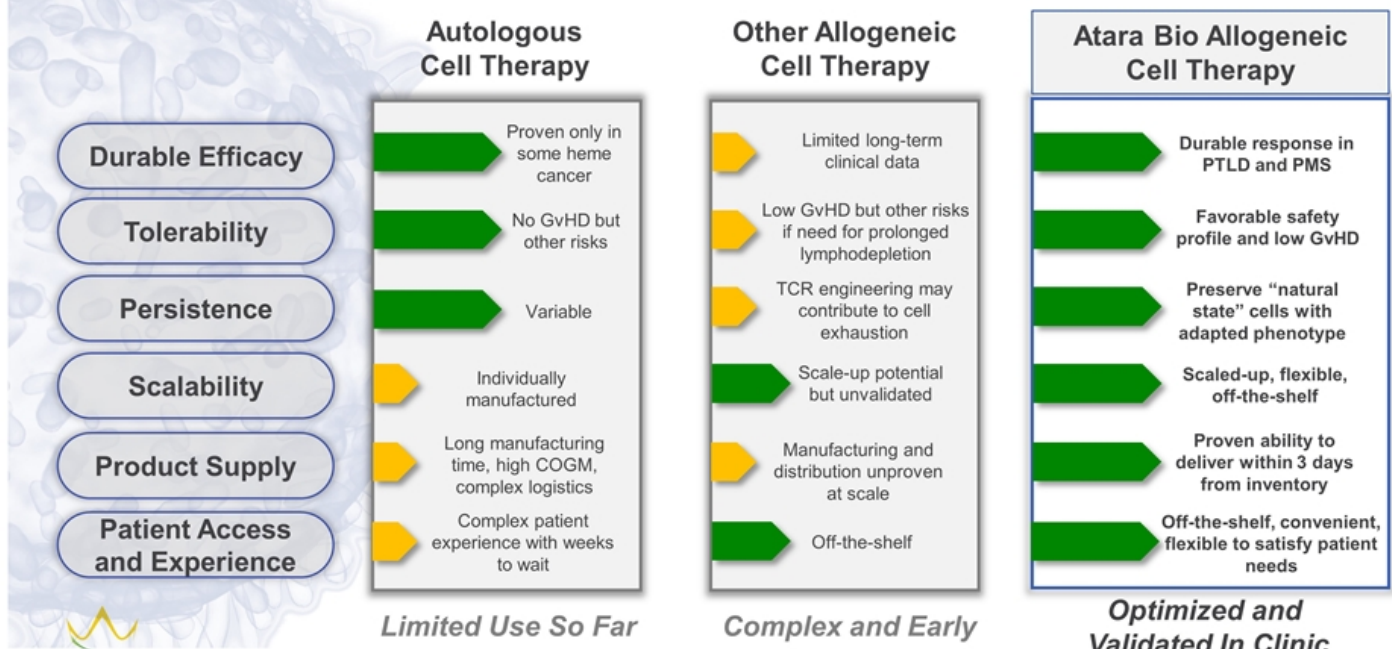 Autologous
Cell Therapy
Other Allogeneic
Cell Therapy
Atara Bio Allogeneic
Cell Therapy
Durable Efficacy
Proven only in
some heme
cancer
Limited long-term
clinical data
Durable response in
PTLD and PMS
Tolerability
No GvHD but
other risks
Low GvHD but other risks
if need for prolonged
lymphodepletion
Favorable safety
profile and low GvHD
Persistence
Variable
TCR engineering may
contribute to cell
exhaustion
Preserve “natural
state” cells with
adapted phenotype
Scalability
Individually
manufactured
Scale-up potential
but unvalidated
Scaled-up, flexible,
off-the-shelf
Product Supply
Long manufacturing
time, high COGM,
complex logistics
Manufacturing and
distribution unproven
at scale
Proven ability to
deliver within 3 days
from inventory
Patient Access
and Experience
Complex patient
experience with weeks
to wait
Off-the-shelf
Off-the-shelf, convenient,
flexible to satisfy patient
needs
Limited Use So Far
Complex and Early
Optimized and
Validated In Clinic